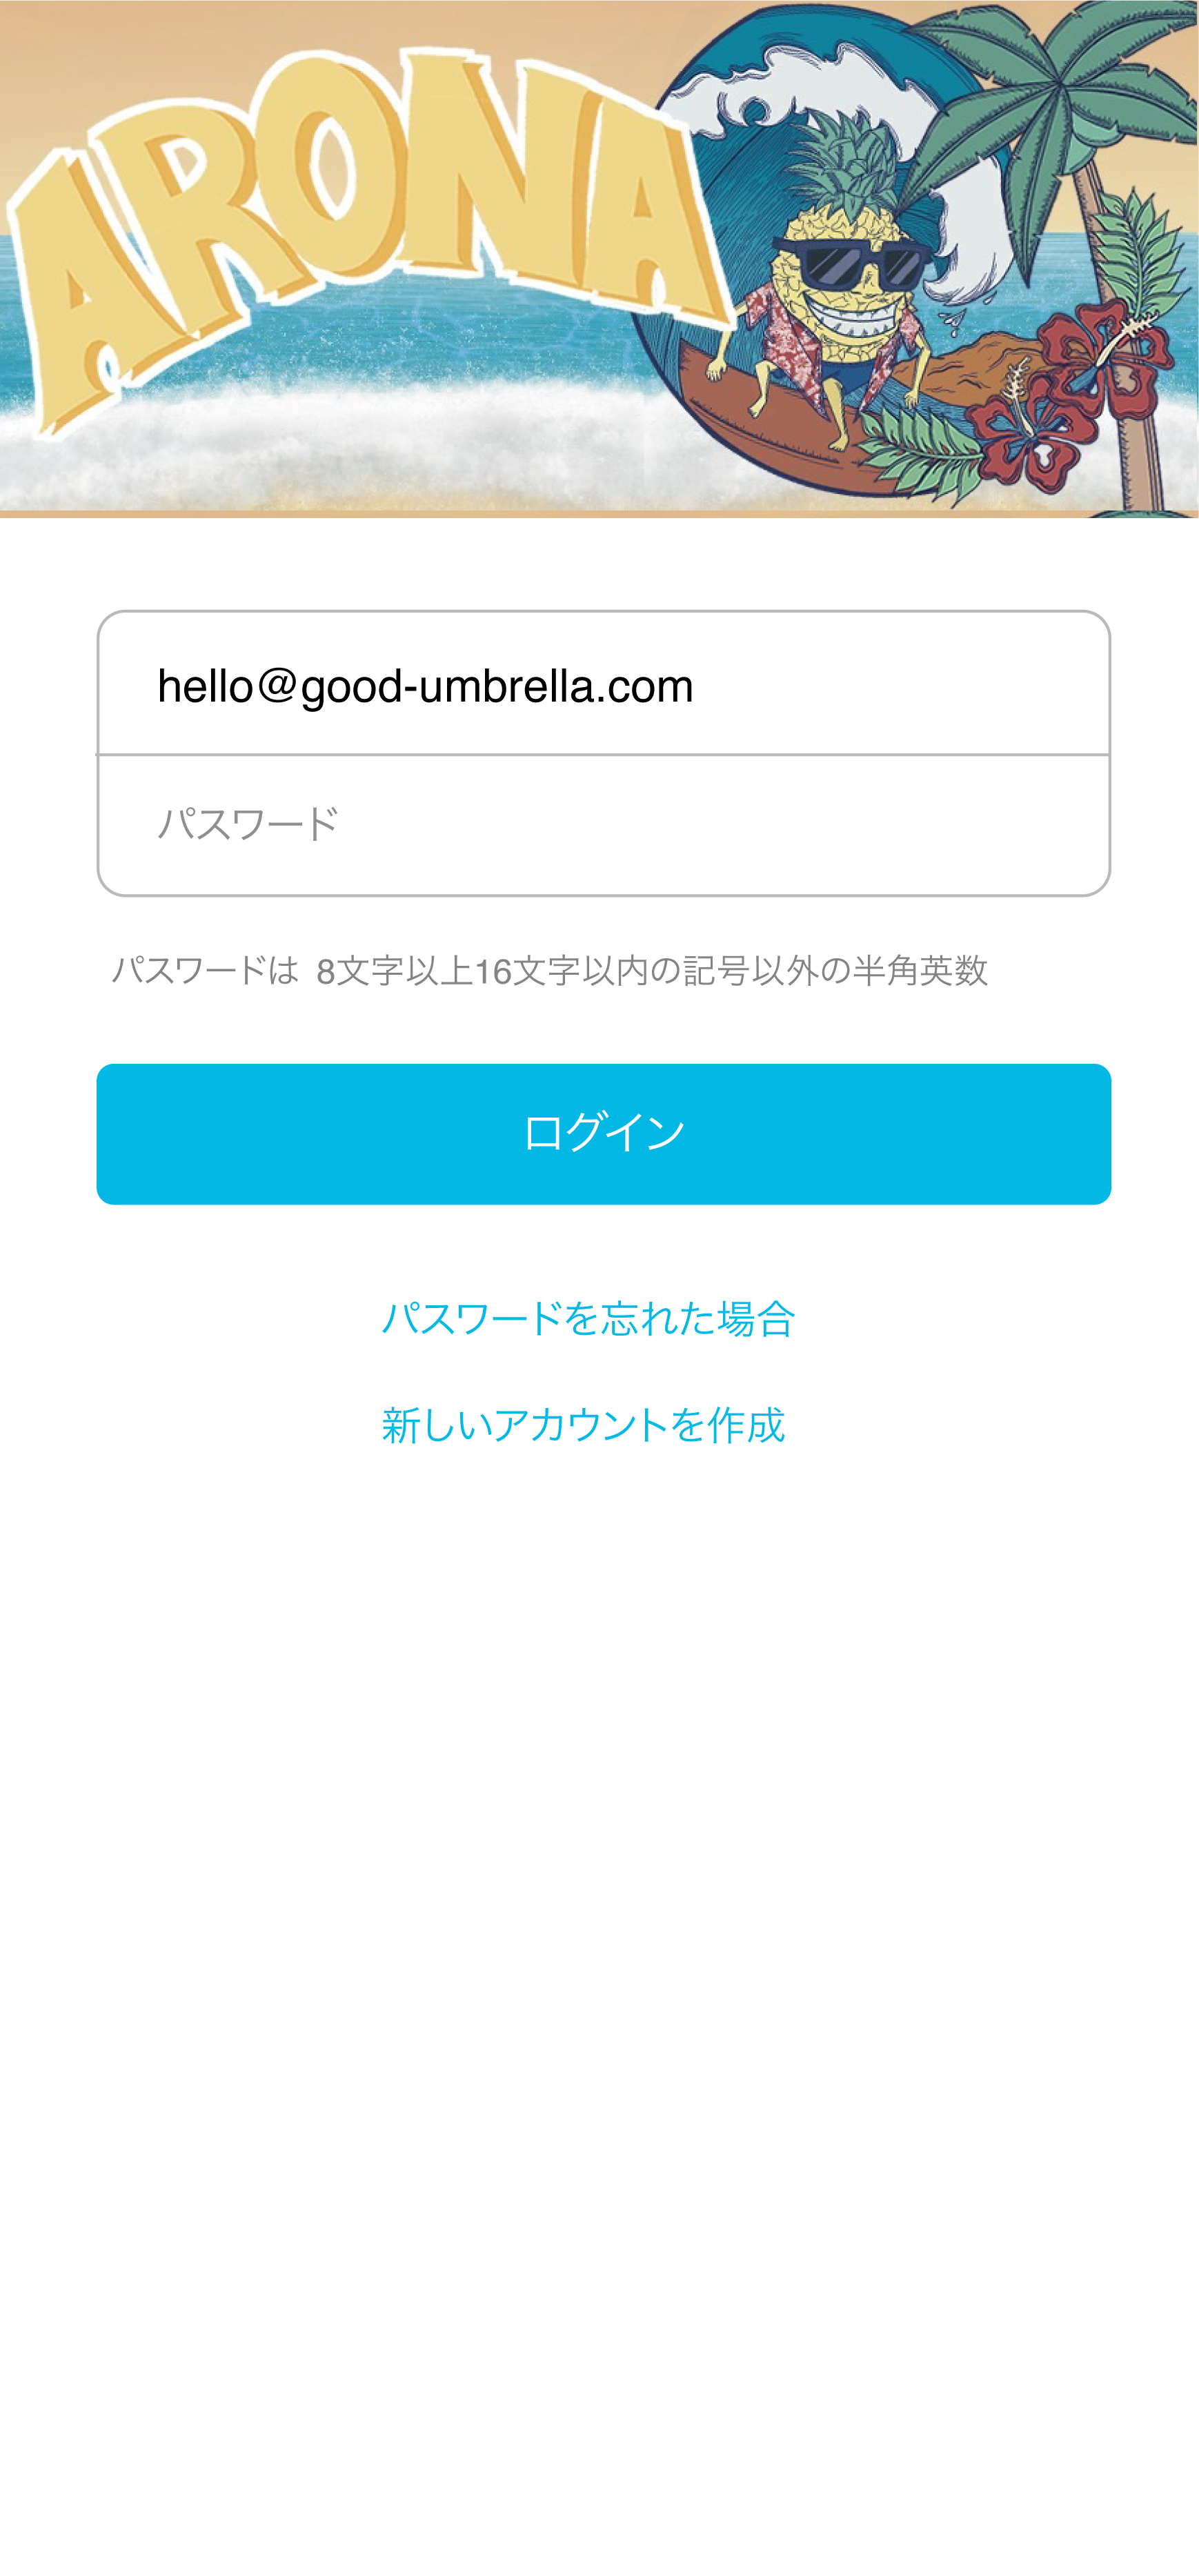 ARONA
hello@good-umbrella.com
パスワード
パスワードは 8文字以上16文字以内の記号以外の半角英数
ログイン
パスワードを忘れた場合
新しいアカウントを作成